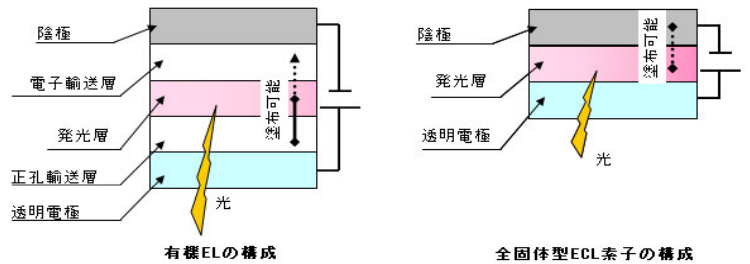 陰極
電子輸送層
発光層
正孔輸送層
透明電極
塗布可能
光
有機ELの構成
陰極
発光層
透明電極
塗布可能
光
全固体型ECL素子の構成